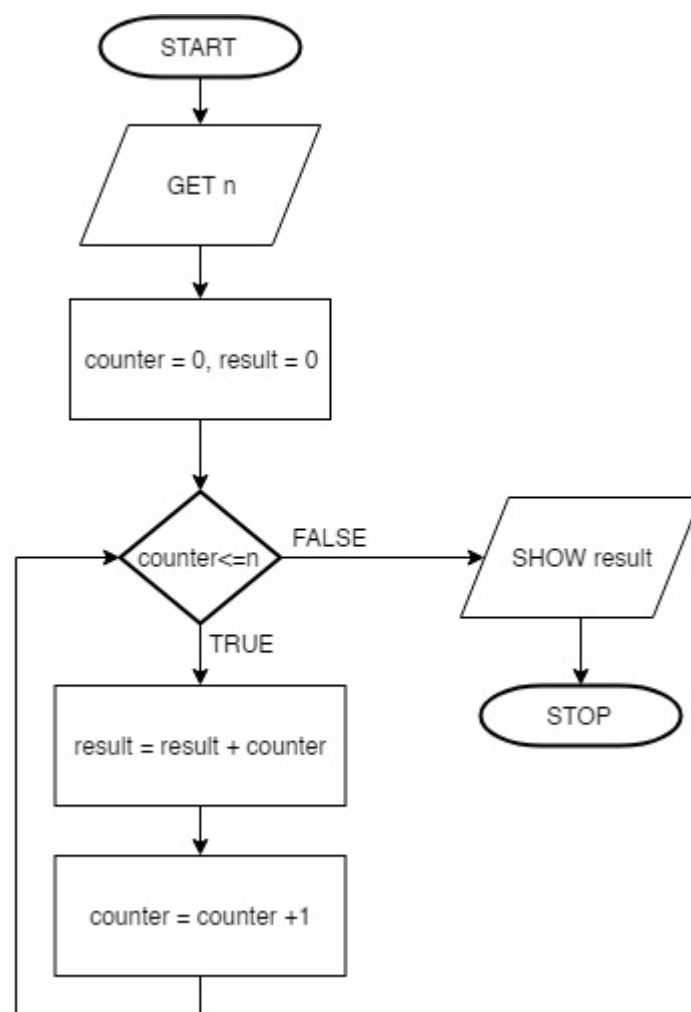 START
GET n
counter = 0, result = 0
counter<=n
FALSE
SHOW result
TRUE
STOP
result = result + counter
counter = counter +1